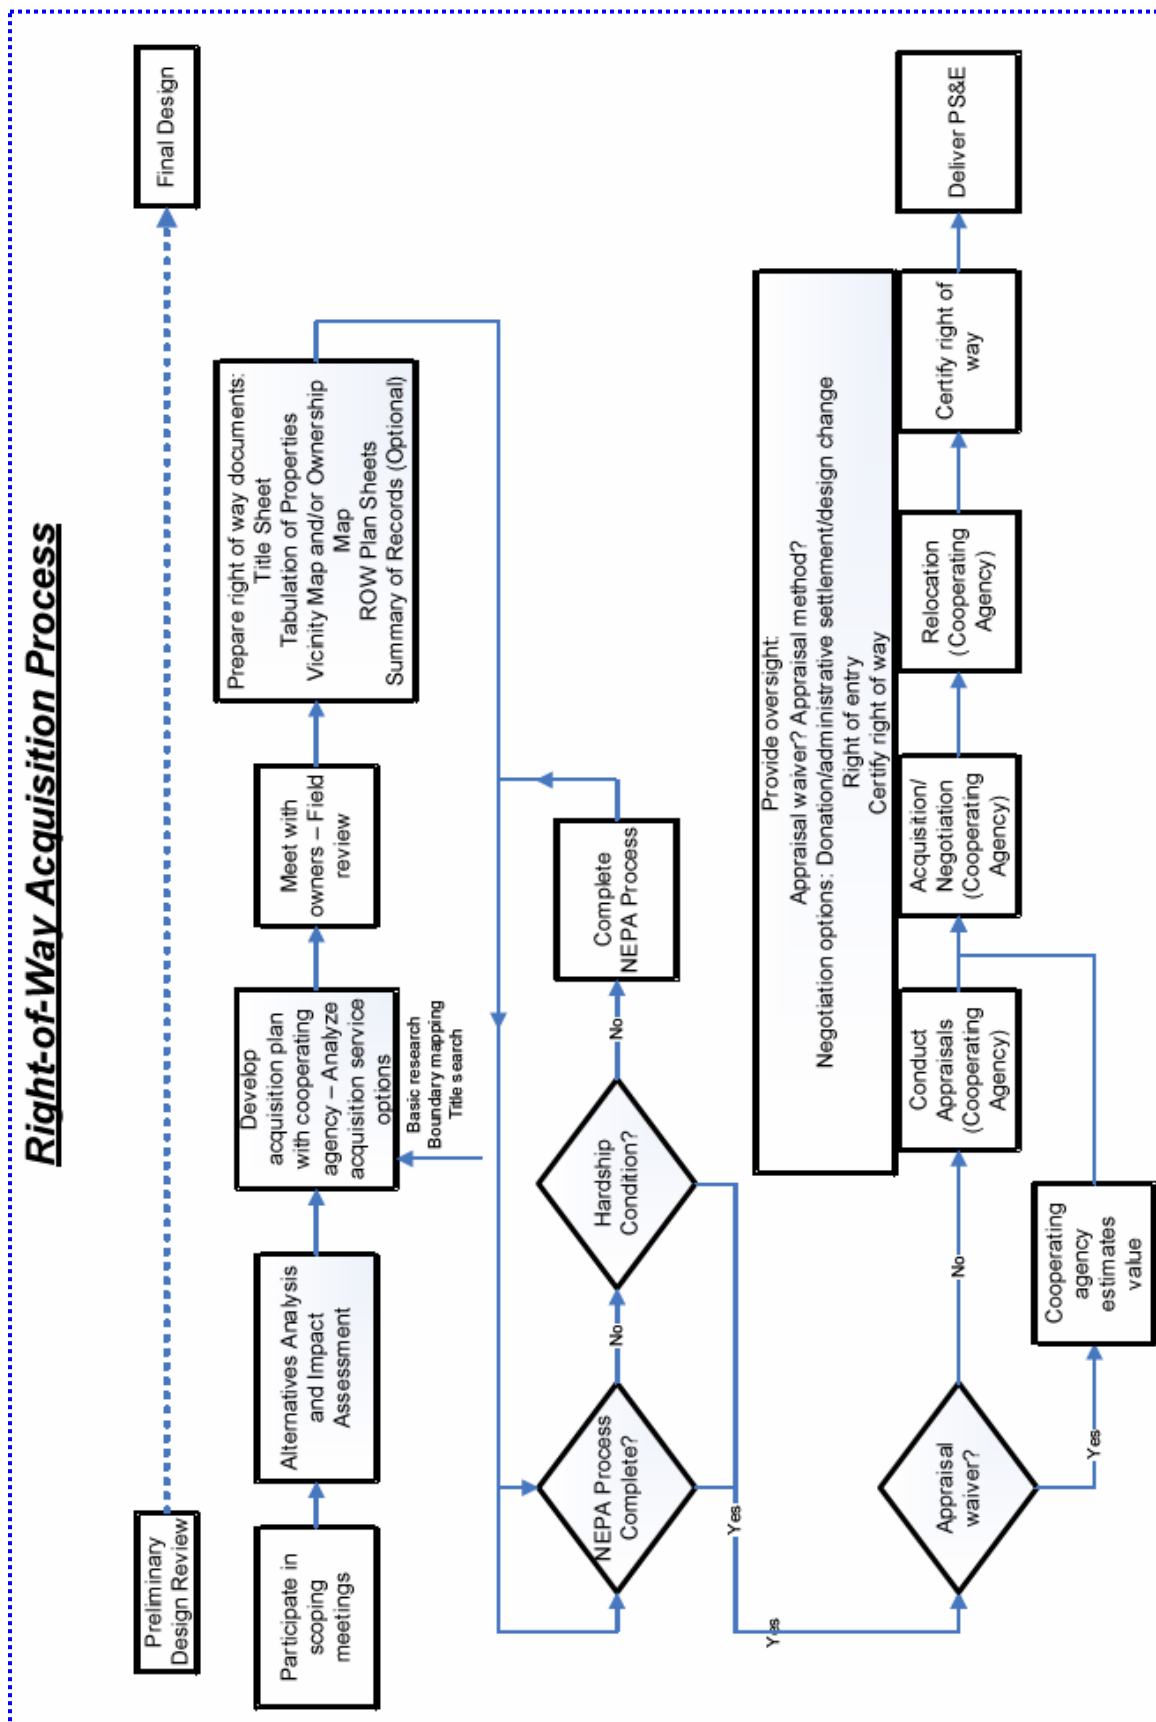 Right-of-Way Acquisition Process
Preliminary
Design Review
Final Design
Participate in
scoping
meetings
Alternatives Analysis
and Impact
Assessment
Develop
acquisition plan
with cooperating
agency – Analyze
acquisition service
options
Basic research
Boundary mapping
Title search
Meet with
owners – Field
review
Prepare right of way documents:
Title Sheet
Tabulation of Properties
Vicinity Map and/or Ownership
Map
ROW Plan Sheets
Summary of Records (Optional)
NEPA Process
Complete?
No
Hardship
Condition?
No
Complete
NEPA Process
Yes
Yes
Appraisal
waiver?
No
Yes
Cooperating
agency
estimates
value
Provide oversight:
Appraisal waiver? Appraisal method?
Negotiation options: Donation/administrative settlement/design change
Right of entry
Certify right of way
Conduct
Appraisals
(Cooperating
Agency)
Acquisition/
Negotiation
(Cooperating
Agency)
Relocation
(Cooperating
Agency)
Certify right of
way
Deliver PS&E